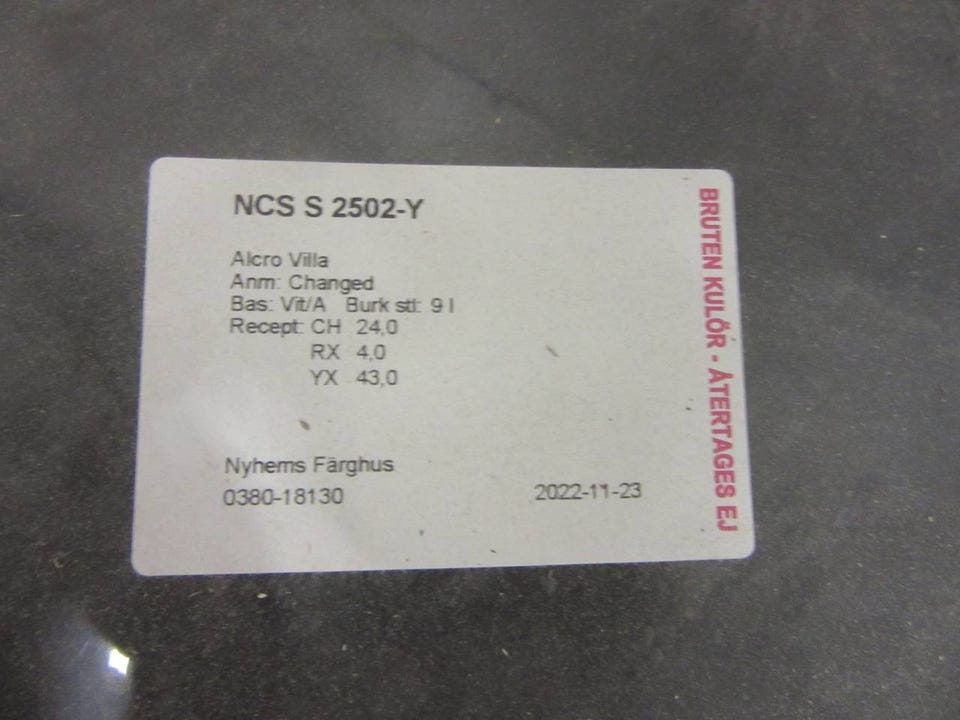 NCS S 2502-Y
Alcro Villa
Anm: Changed
Bas: Vit/A Burk stl: 9 l
Recept: CH 24,0
RX 4,0
YX 43,0
Nyhems Färghus
0380-18130
2022-11-23
BRUTEN KULÖR - ÅTERTAGES EJ